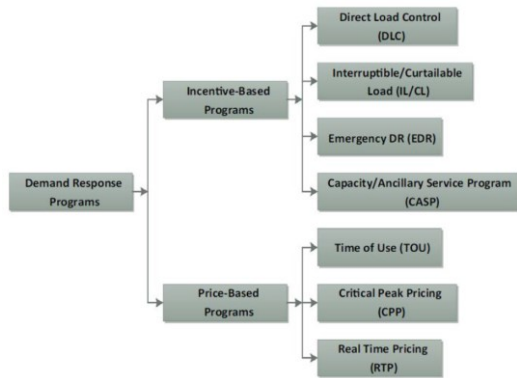 Direct Load Control
(DLC)
Incentive-Based
Programs
Interruptible/Curtailable
Load (IL/CL)
Emergency DR (EDR)
Demand Response
Programs
Capacity/Ancillary Service Program
(CASP)
Time of Use (TOU)
Price-Based
Programs
Critical Peak Pricing
(CPP)
Real Time Pricing
(RTP)